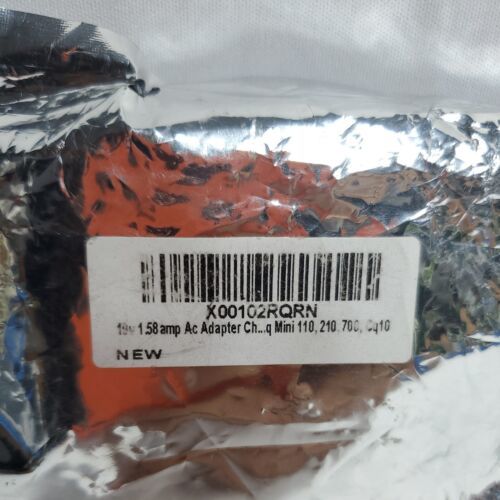 X00102RQRN
19v 1.58 amp Ac Adapter Ch...q Mini 110, 210, 700, Cq10
NEW